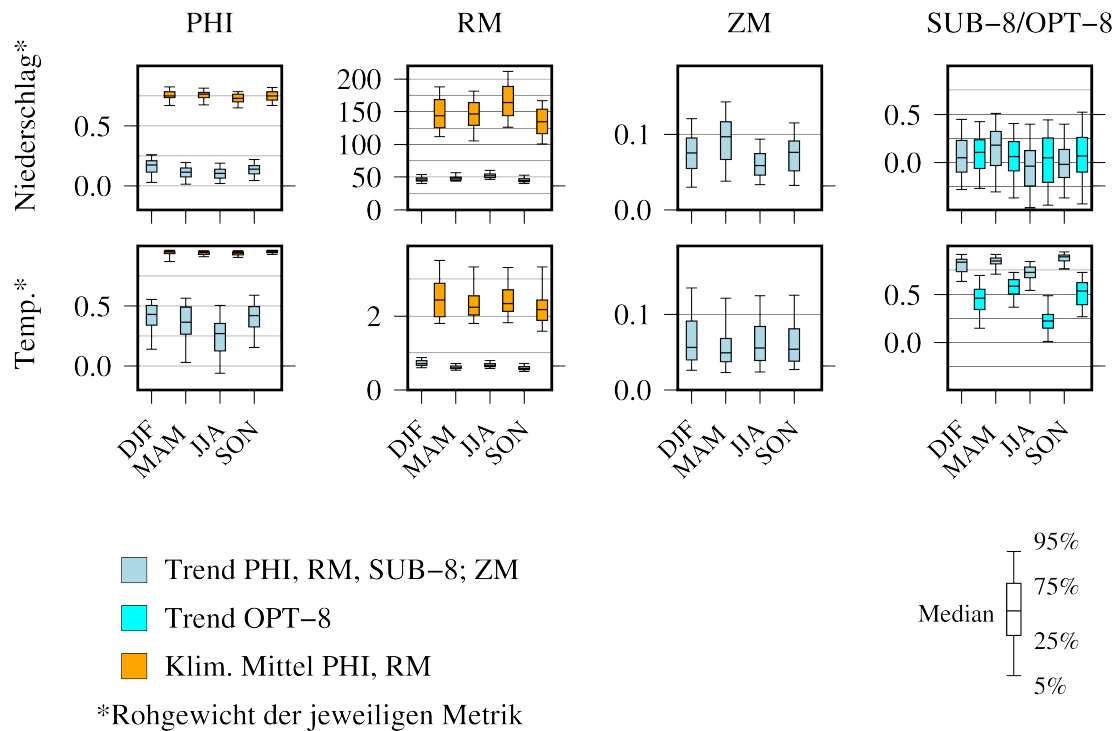 PHI RM ZM SUB−8/OPT−8
Niederschlag*
0.5
0.0
200
150
125
100
50
0
0.1
0.0
0.5
0.0
Temp.*
0.5
0.0
2
0
0.1
0.0
0.5
0.0
DJF MAM JJA SON
DJF MAM JJA SON
DJF MAM JJA SON
DJF MAM JJA SON
Trend PHI, RM, SUB−8; ZM
Trend OPT−8
Klim. Mittel PHI, RM
*Rohgewicht der jeweiligen Metrik
95%
75%
Median
25%
5%